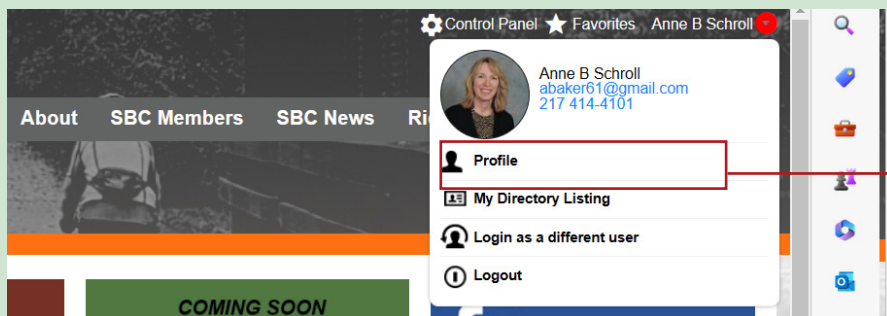 Control Panel Favorites Anne B Schroll
Anne B Schroll
abaker61@gmail.com
217 414-4101
About SBC Members SBC News
Profile
My Directory Listing
Login as a different user
Logout
COMING SOON